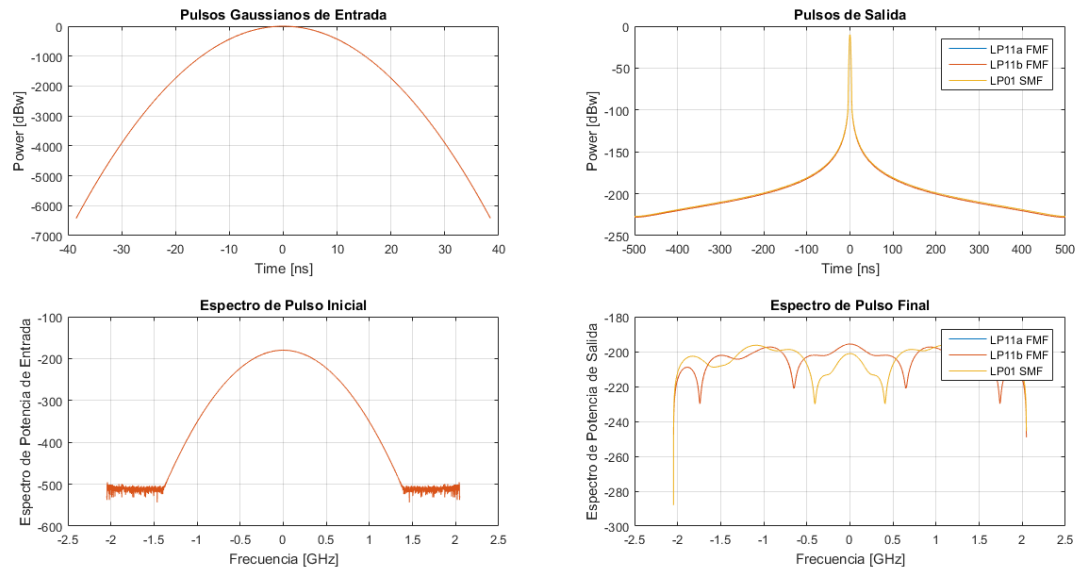 Pulsos Gaussianos de Entrada
Power [dBw]
0
-1000
-2000
-3000
-4000
-5000
-6000
-7000
-40 -30 -20 -10 0 10 20 30 40
Time [ns]
Pulsos de Salida
Power [dBw]
0
-50
-100
-150
-200
-250
LP11a FMF
LP11b FMF
LP01 SMF
-500 -400 -300 -200 -100 0 100 200 300 400 500
Time [ns]
Espectro de Pulso Inicial
Espectro de Potencia de Entrada
-100
-200
-300
-400
-500
-600
-2.5 -2 -1.5 -1 -0.5 0 0.5 1 1.5 2 2.5
Frecuencia [GHz]
Espectro de Pulso Final
Espectro de Potencia de Salida
-180
-200
-220
-240
-260
-280
-300
LP11a FMF
LP11b FMF
LP01 SMF
-2.5 -2 -1.5 -1 -0.5 0 0.5 1 1.5 2 2.5
Frecuencia [GHz]